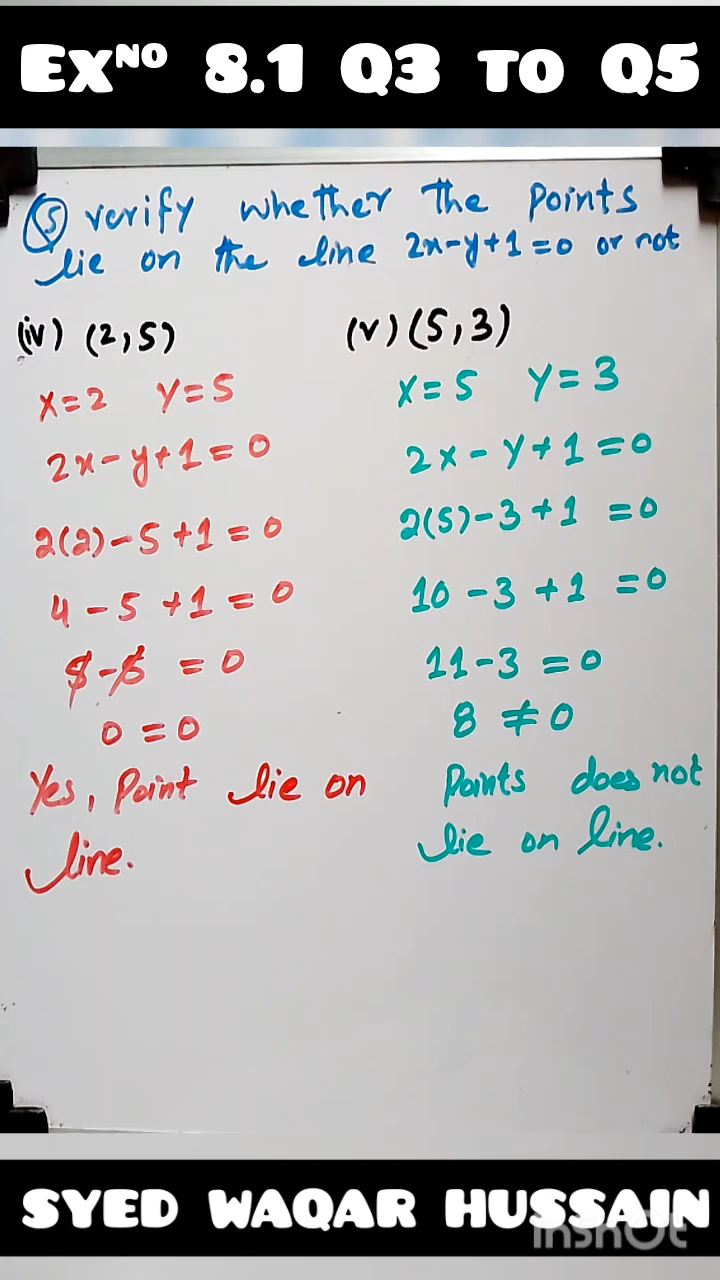 EXNO 8.1 Q3 TO Q5
Q5 verify whether the points
lie on the line 2x-y+1=0 or not
(iv) (2,5)
x=2 y=5
2x-y+1=0
2(2)-5+1=0
4-5+1=0
5-5=0
0=0
Yes, Point lie on
line.
(v) (5,3)
x=5 y=3
2x-y+1=0
2(5)-3+1=0
10-3+1=0
11-3=0
8≠0
Points does not
lie on line.
SYED WAQAR HUSSAIN
InShOt